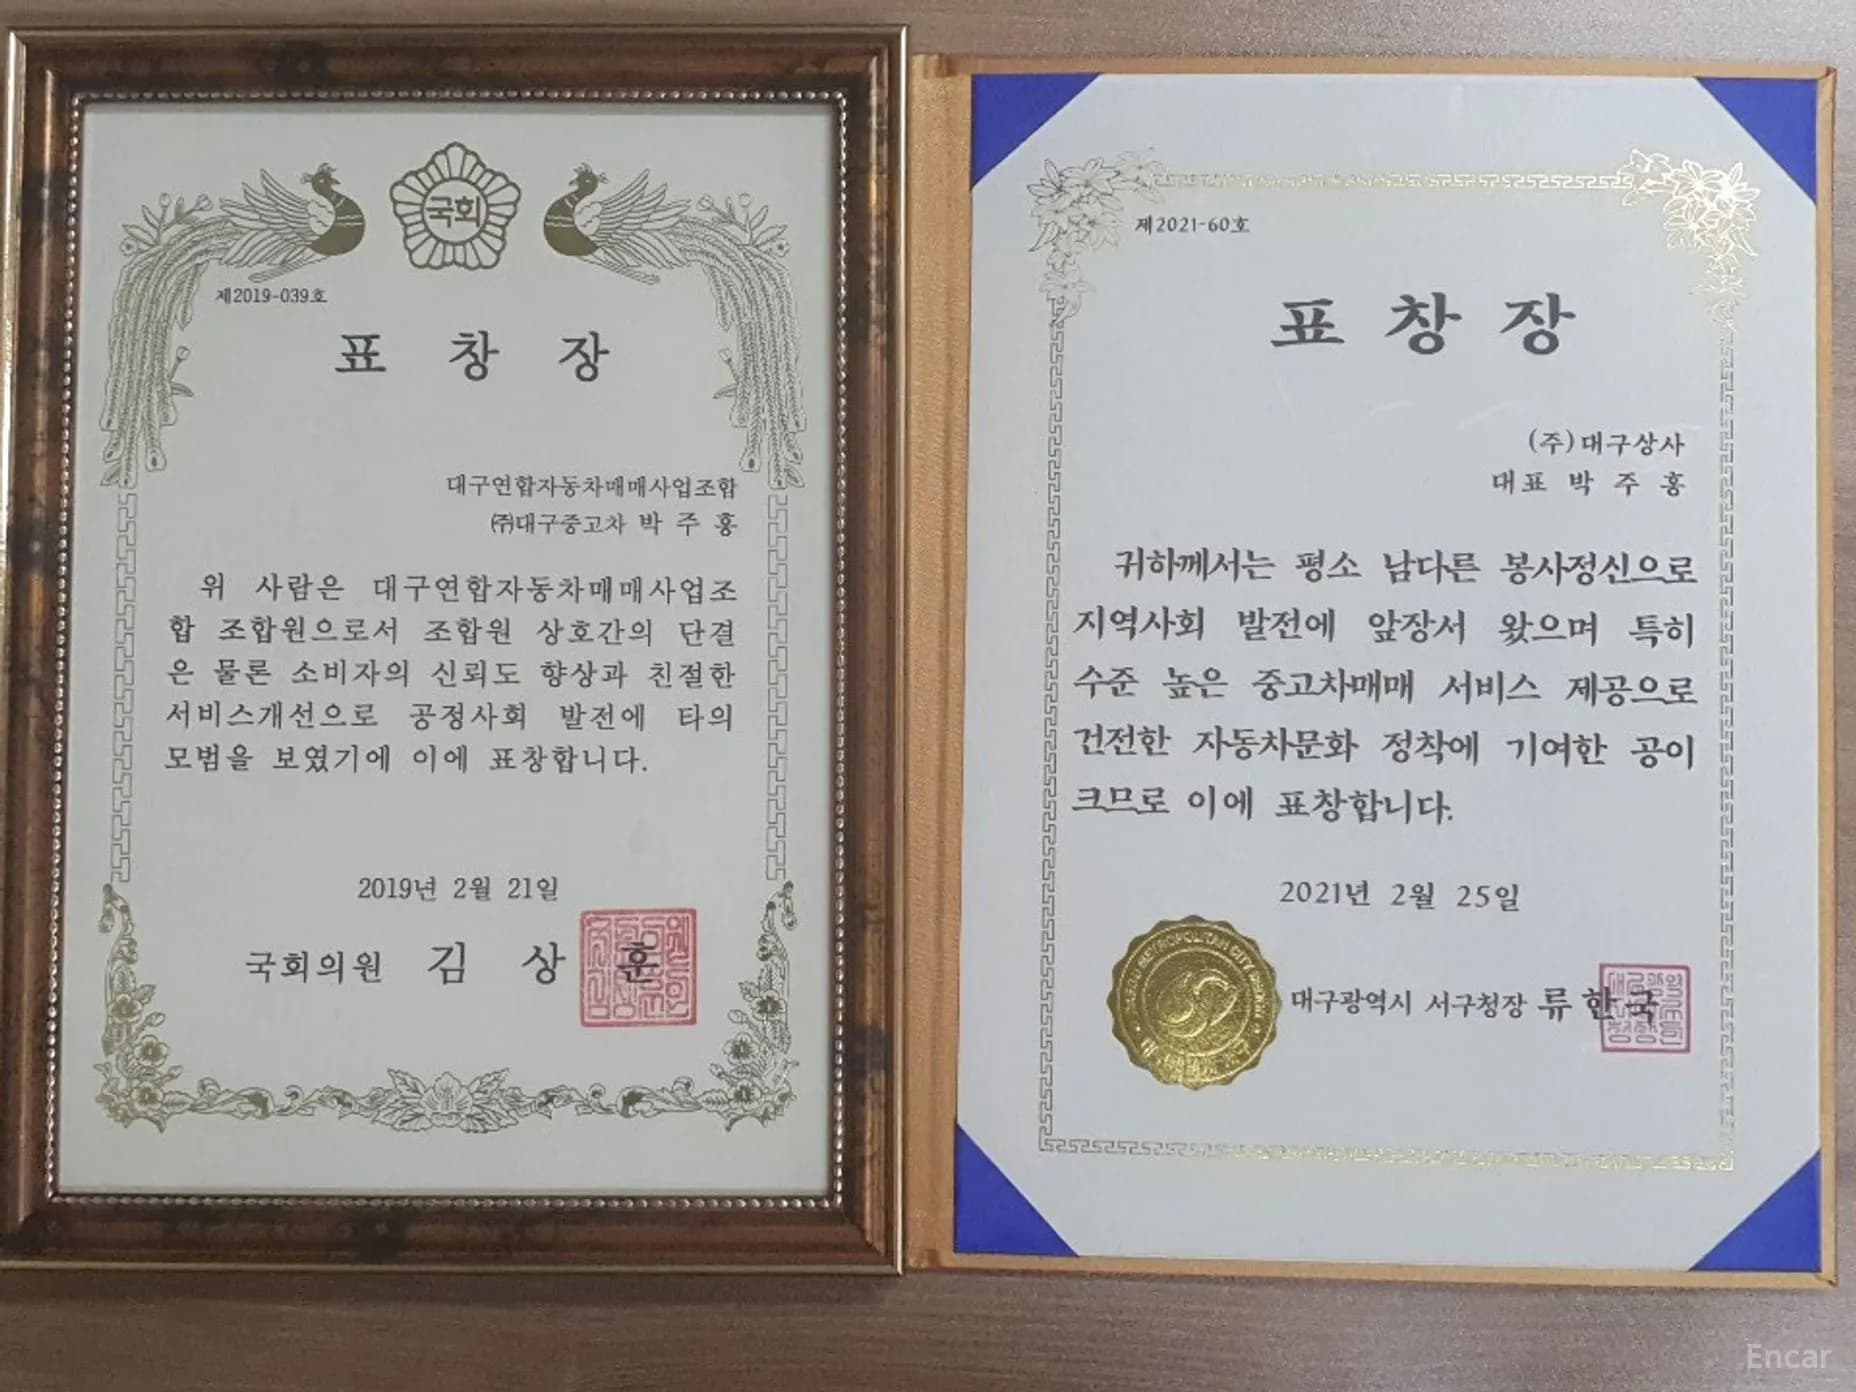 국회
제2019-039호
표 창 장
대구연합자동차매매사업조합
㈜대구중고차 박 주 홍
위 사람은 대구연합자동차매매사업조
합 조합원으로서 조합원 상호간의 단결
은 물론 소비자의 신뢰도 향상과 친절한
서비스개선으로 공정사회 발전에 타의
모범을 보였기에 이에 표창합니다.
2019년 2월 21일
국회의원 김 상 훈
제2021-60호
표 창 장
(주)대구상사
대표 박 주 홍
귀하께서는 평소 남다른 봉사정신으로
지역사회 발전에 앞장서 왔으며 특히
수준 높은 중고차매매 서비스 제공으로
건전한 자동차문화 정착에 기여한 공이
크므로 이에 표창합니다.
2021년 2월 25일
대구광역시 서구청장 류한국
METROPOLITAN CITY
Encar